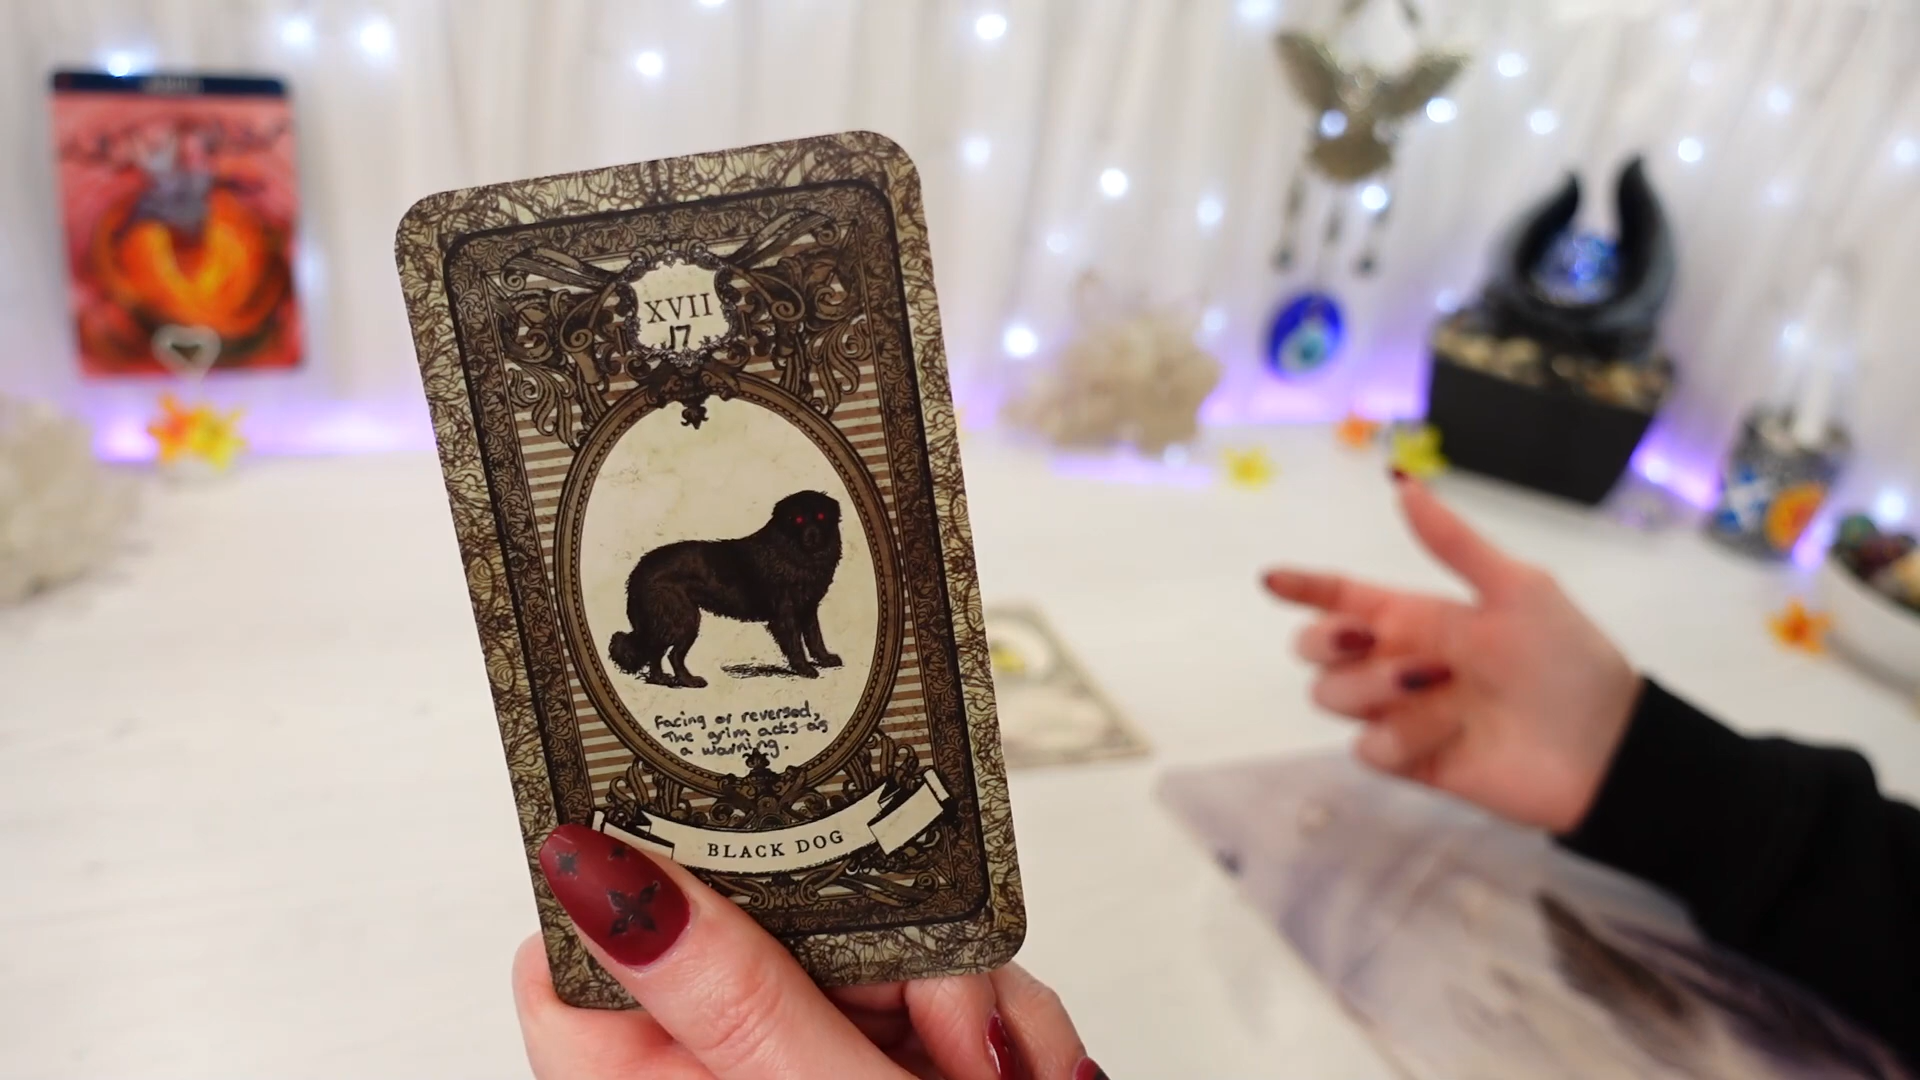 XVII
17
Facing or reversed,
The grim acts as
a warning.
BLACK DOG